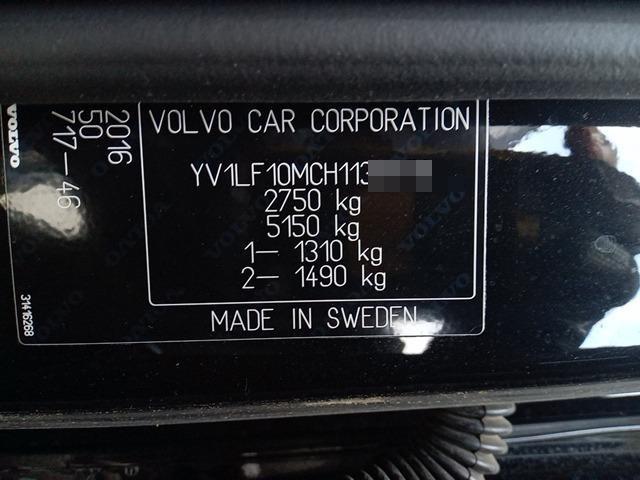 VOLVO CAR CORPORATION
YV1LF10MCH113
2750 kg
5150 kg
1- 1310 kg
2- 1490 kg
MADE IN SWEDEN
2016
50
717-46
VOLVO
31416268